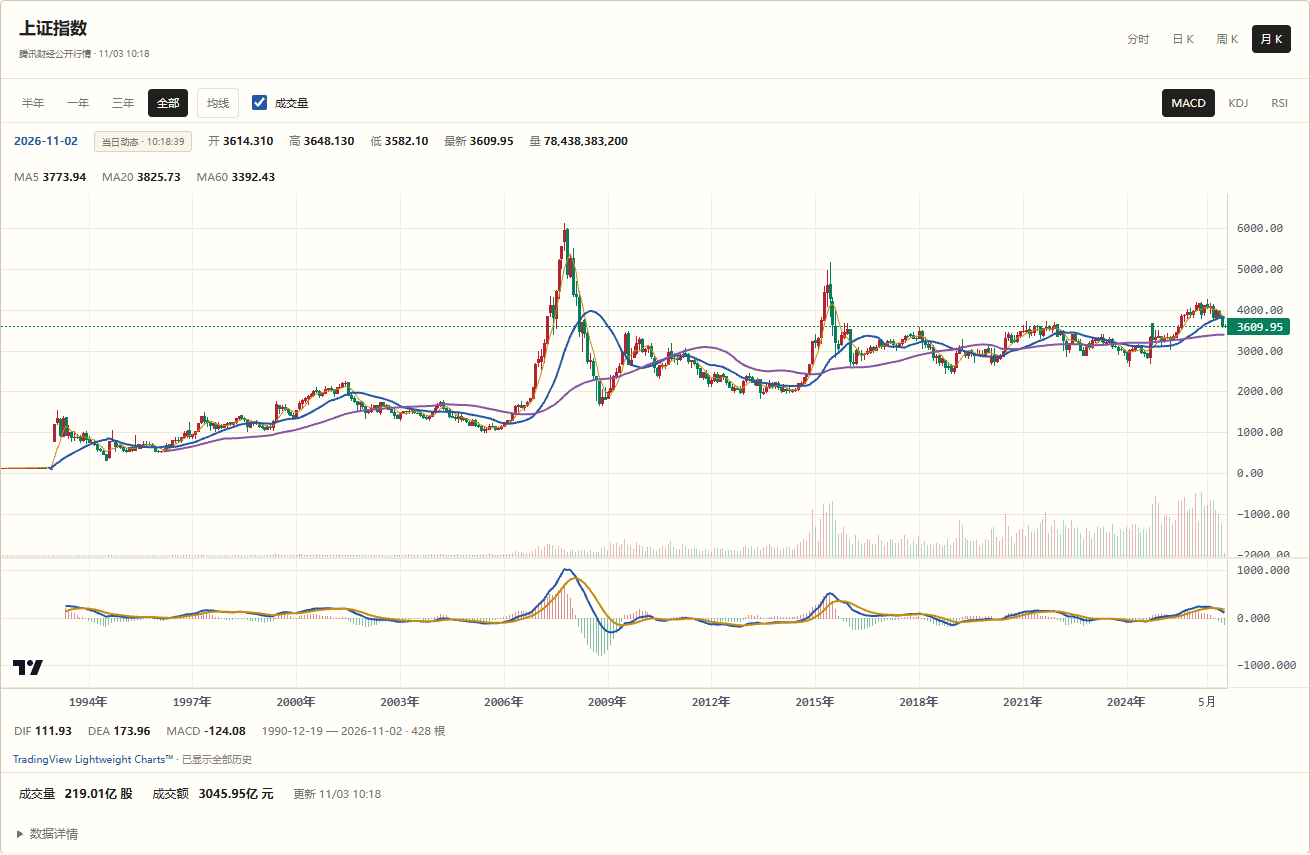 上证指数
腾讯财经公开行情 · 11/03 10:18
分时 日 K 周 K 月 K
半年 一年 三年 全部 均线 成交量 MACD KDJ RSI
2026-11-02 当日动态 · 10:18:39 开 3614.310 高 3648.130 低 3582.10 最新 3609.95 量 78,438,383,200
MA5 3773.94 MA20 3825.73 MA60 3392.43
6000.00
5000.00
4000.00
3609.95
3000.00
2000.00
1000.00
0.00
-1000.00
-2000.00
1000.000
0.000
-1000.000
1994年 1997年 2000年 2003年 2006年 2009年 2012年 2015年 2018年 2021年 2024年 5月
DIF 111.93 DEA 173.96 MACD -124.08 1990-12-19 — 2026-11-02 · 428 根
TradingView Lightweight Charts™ · 已显示全部历史
成交量 219.01亿 股 成交额 3045.95亿 元 更新 11/03 10:18
▶ 数据详情